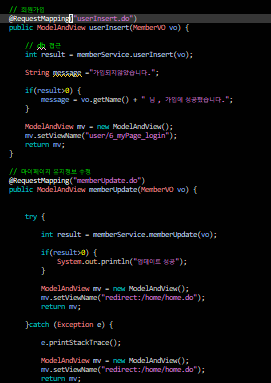 // 회원가입
@RequestMapping("userInsert.do")
public ModelAndView userInsert(MemberVO vo) {
// 접근
int result = memberService.userInsert(vo);
String message ="가입되지않았습니다.";
if(result>0) {
message = vo.getName() + " 님 , 가입에 성공했습니다.";
}
ModelAndView mv = new ModelAndView();
mv.setViewName("user/6_myPage_login");
return mv;
}
// 마이페이지 유저정보 수정
@RequestMapping("memberUpdate.do")
public ModelAndView memberUpdate(MemberVO vo) {
try {
int result = memberService.memberUpdate(vo);
if(result>0) {
System.out.println("업데이트 성공");
}
ModelAndView mv = new ModelAndView();
mv.setViewName("redirect:/home/home.do");
return mv;
}catch (Exception e) {
e.printStackTrace();
ModelAndView mv = new ModelAndView();
mv.setViewName("redirect:/home/home.do");
return mv;